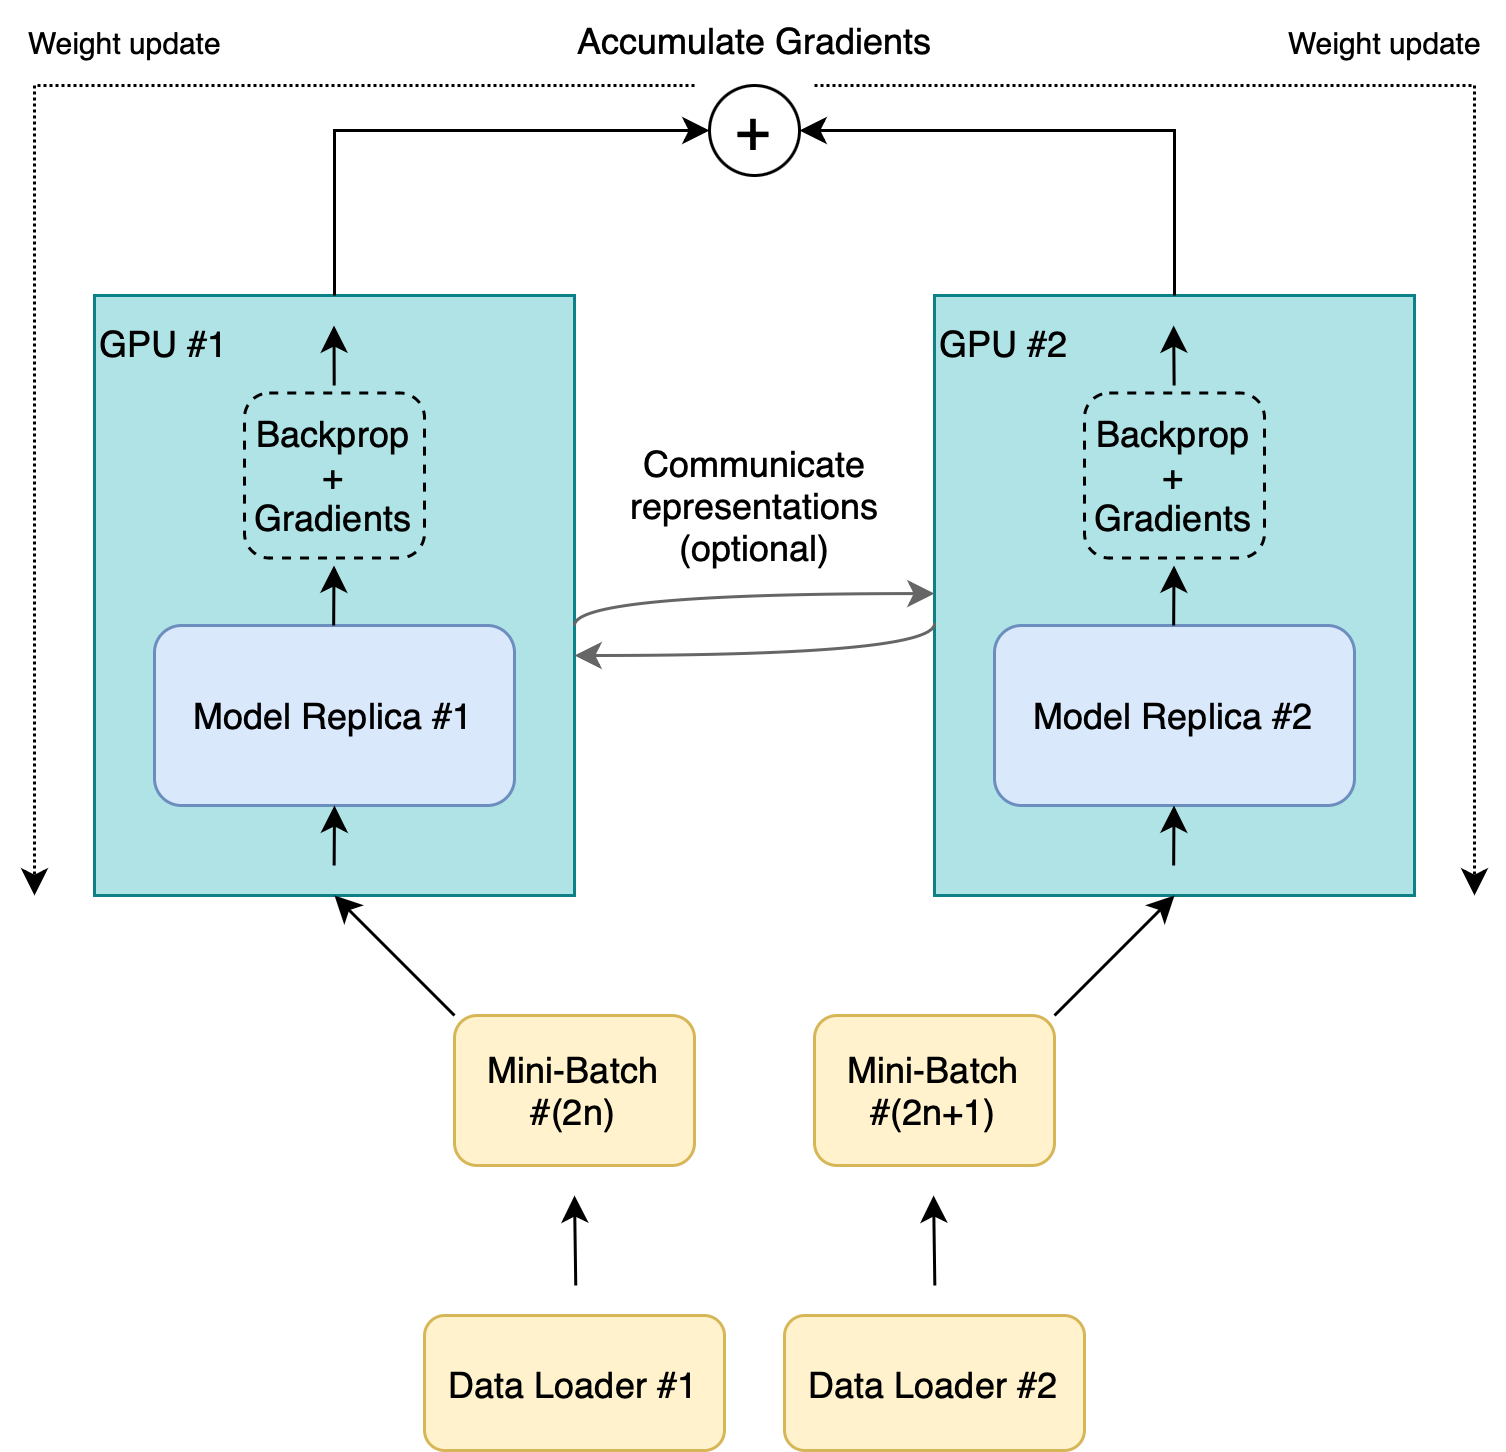 Weight update
Accumulate Gradients
Weight update
+
GPU #1
GPU #2
Backprop
+
Gradients
Backprop
+
Gradients
Communicate
representations
(optional)
Model Replica #1
Model Replica #2
Mini-Batch
#(2n)
Mini-Batch
#(2n+1)
Data Loader #1
Data Loader #2